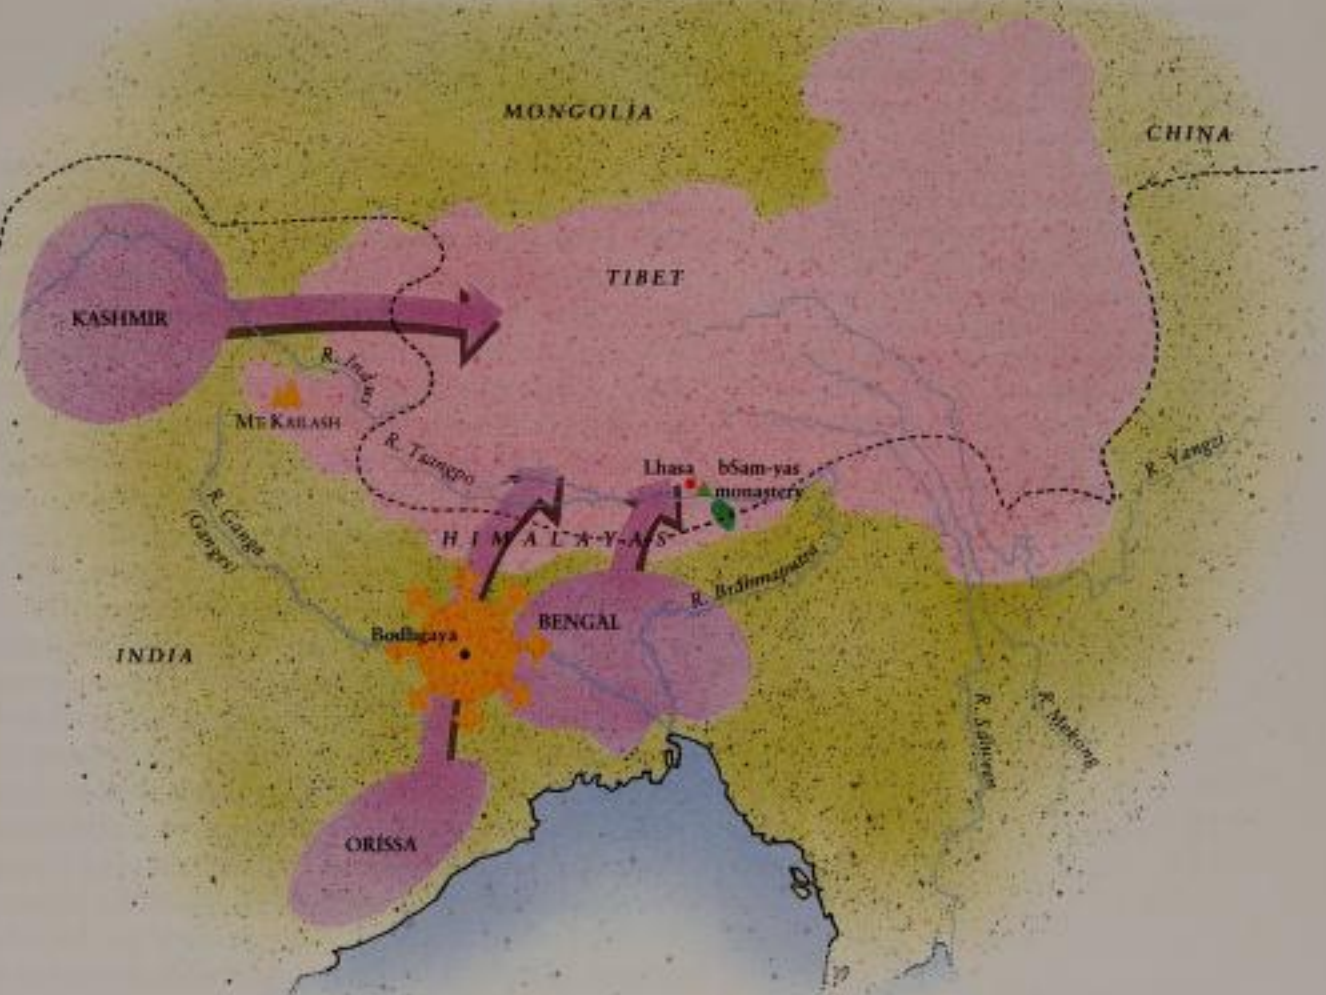 MONGOLIA
CHINA
TIBET
KASHMIR
R. Indus
MT KAILASH
R. Tsangpo
Lhasa
bSam-yas
monastery
R. Yangzi
HIMALAYAS
R. Ganga
(Ganges)
R. Brahmaputra
BENGAL
Bodhgaya
INDIA
R. Salween
R. Mekong
ORISSA